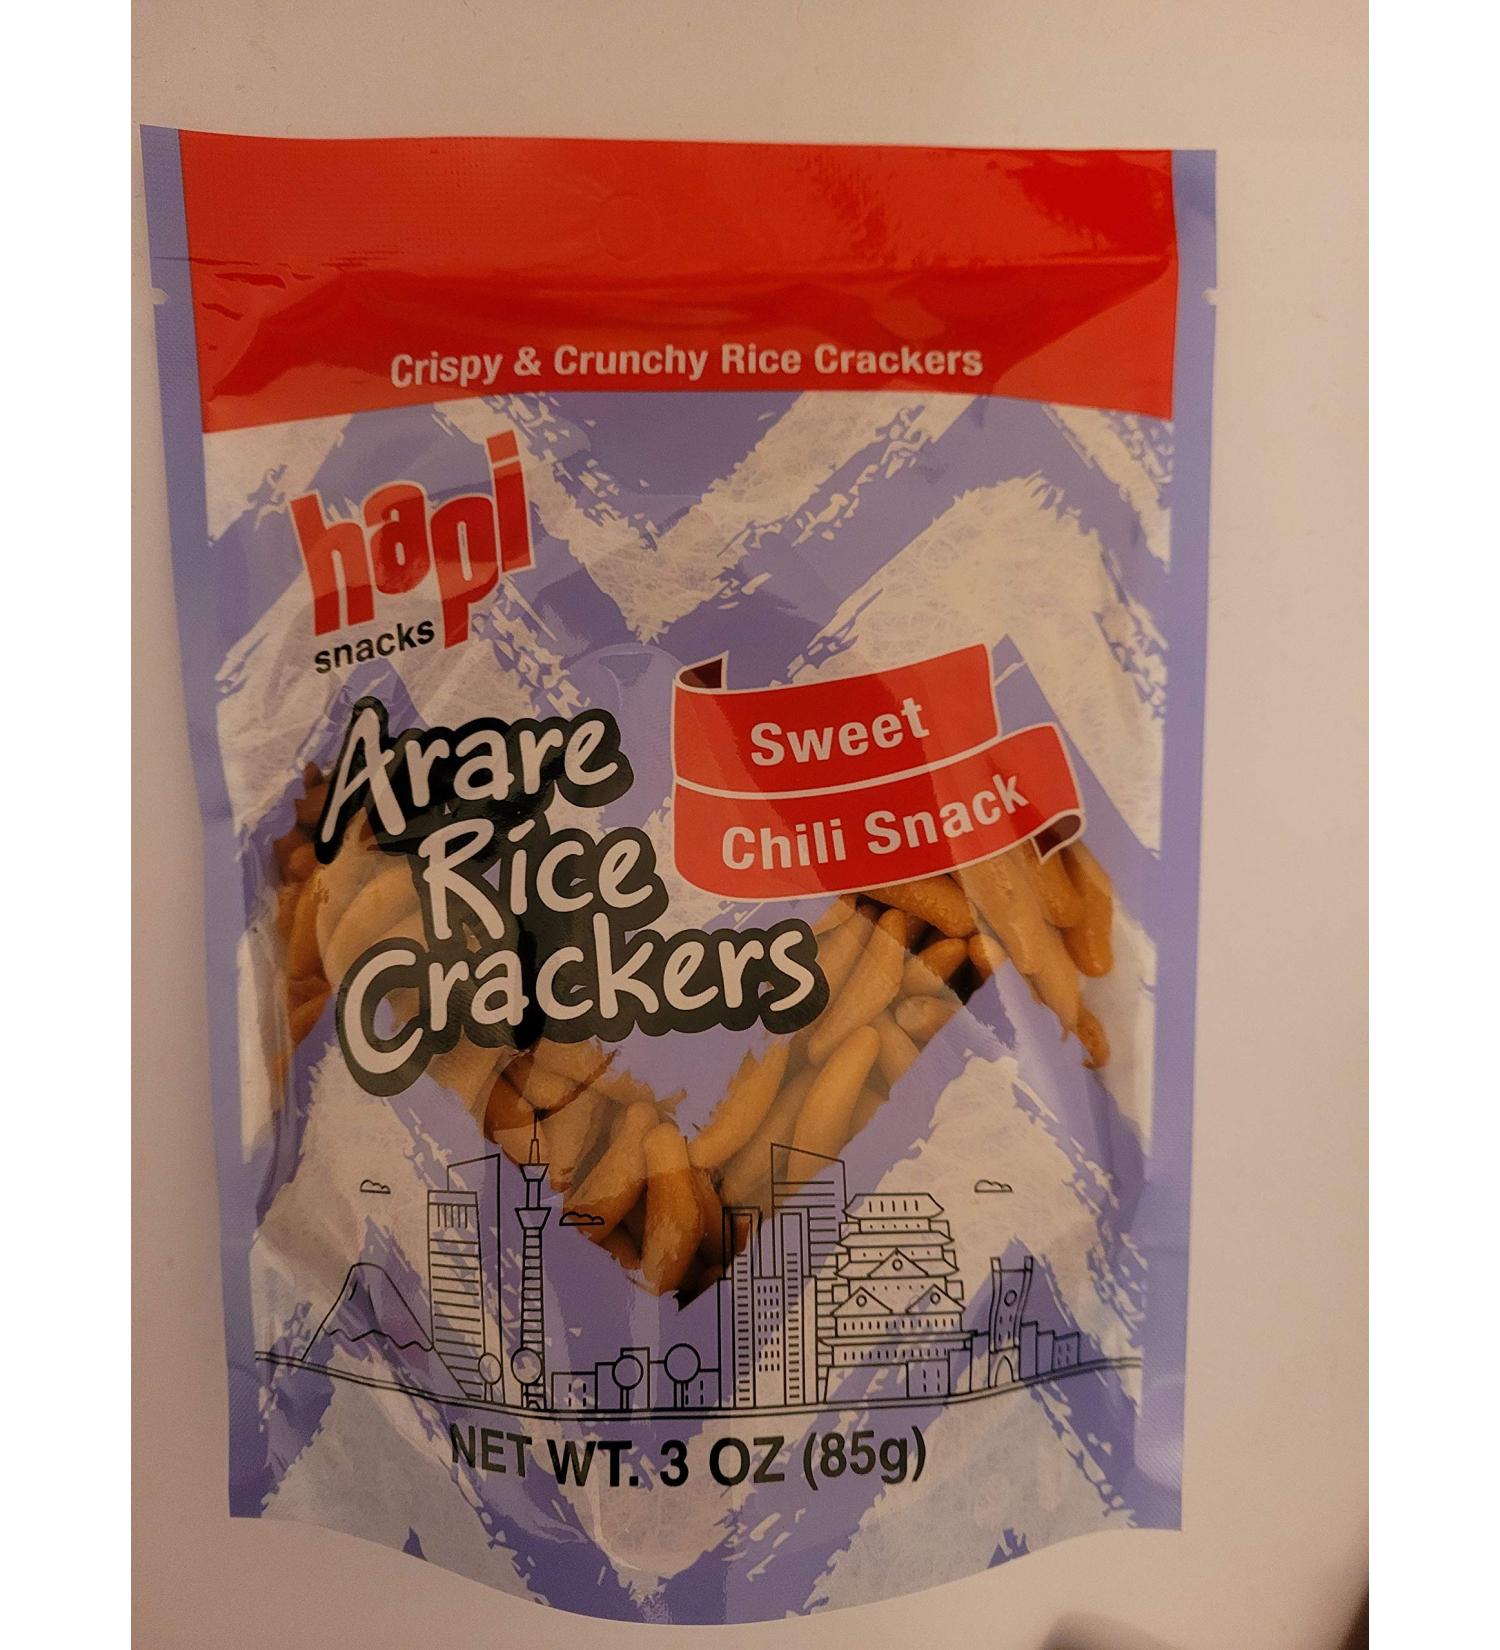 Crispy & Crunchy Rice Crackers
hapi
snacks
Arare
Rice
Crackers
Sweet
Chili Snack
NET WT. 3 OZ (85g)